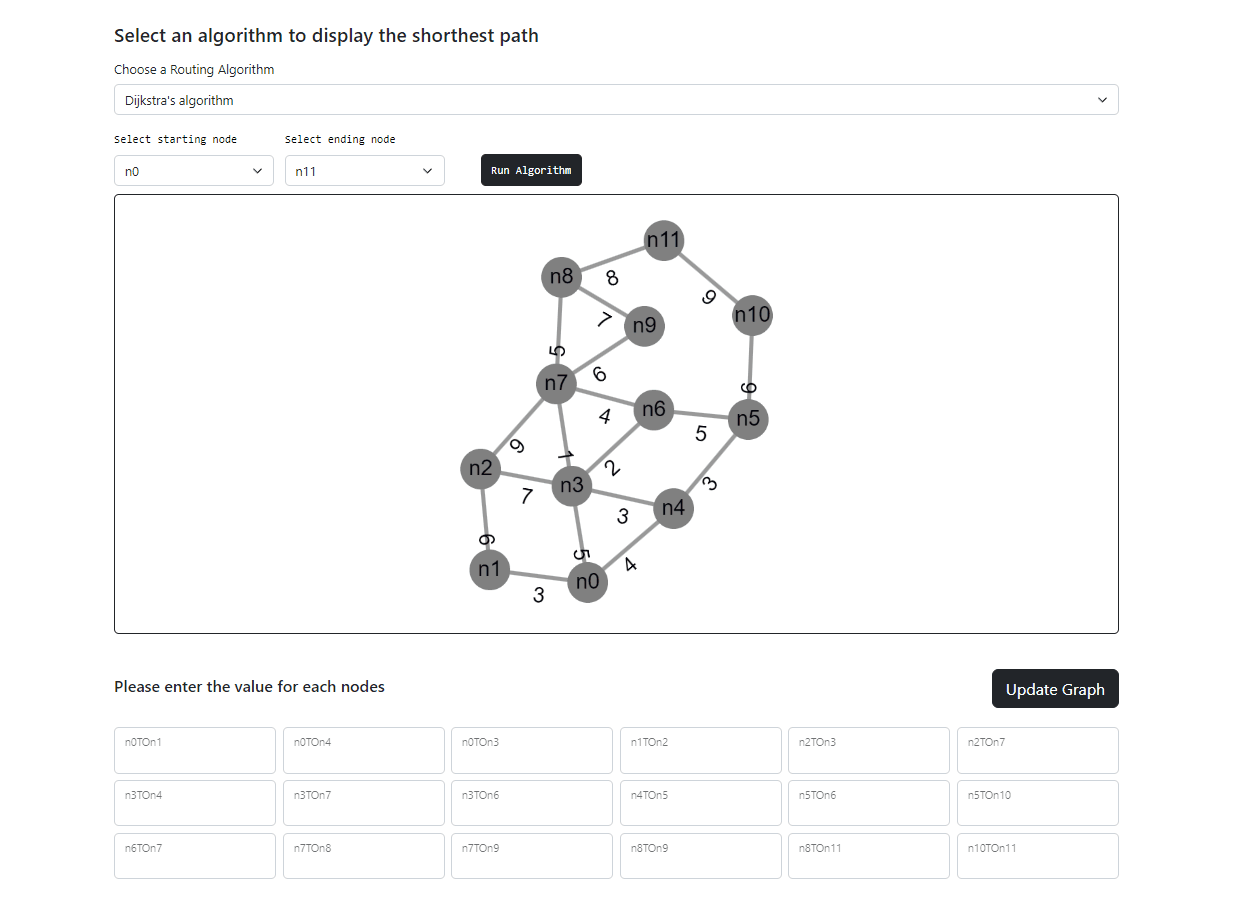 Select an algorithm to display the shorthest path
Choose a Routing Algorithm
Dijkstra's algorithm
Select starting node Select ending node
n0 n11 Run Algorithm
n11
n8
8
9
n10
7
n9
5
6
n7
6
n6
4
n5
5
9
n2
1
2
n3
7
3
n4
3
6
5
4
n1
n0
3
Please enter the value for each nodes
Update Graph
n0TOn1 n0TOn4 n0TOn3 n1TOn2 n2TOn3 n2TOn7
n3TOn4 n3TOn7 n3TOn6 n4TOn5 n5TOn6 n5TOn10
n6TOn7 n7TOn8 n7TOn9 n8TOn9 n8TOn11 n10TOn11